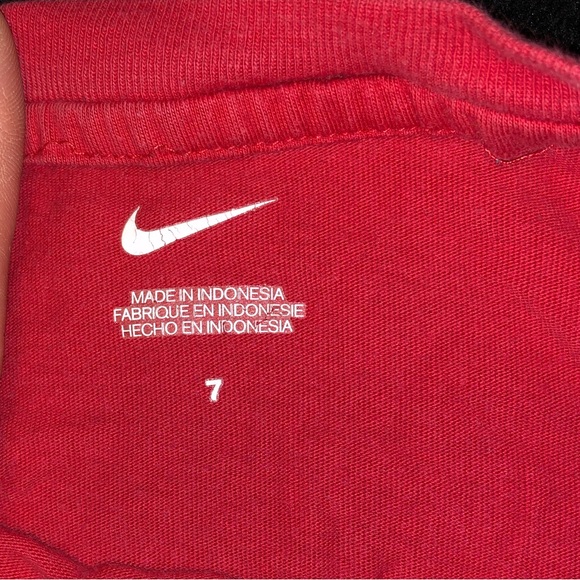 MADE IN INDONESIA
FABRIQUE EN INDONESIE
HECHO EN INDONESIA
7